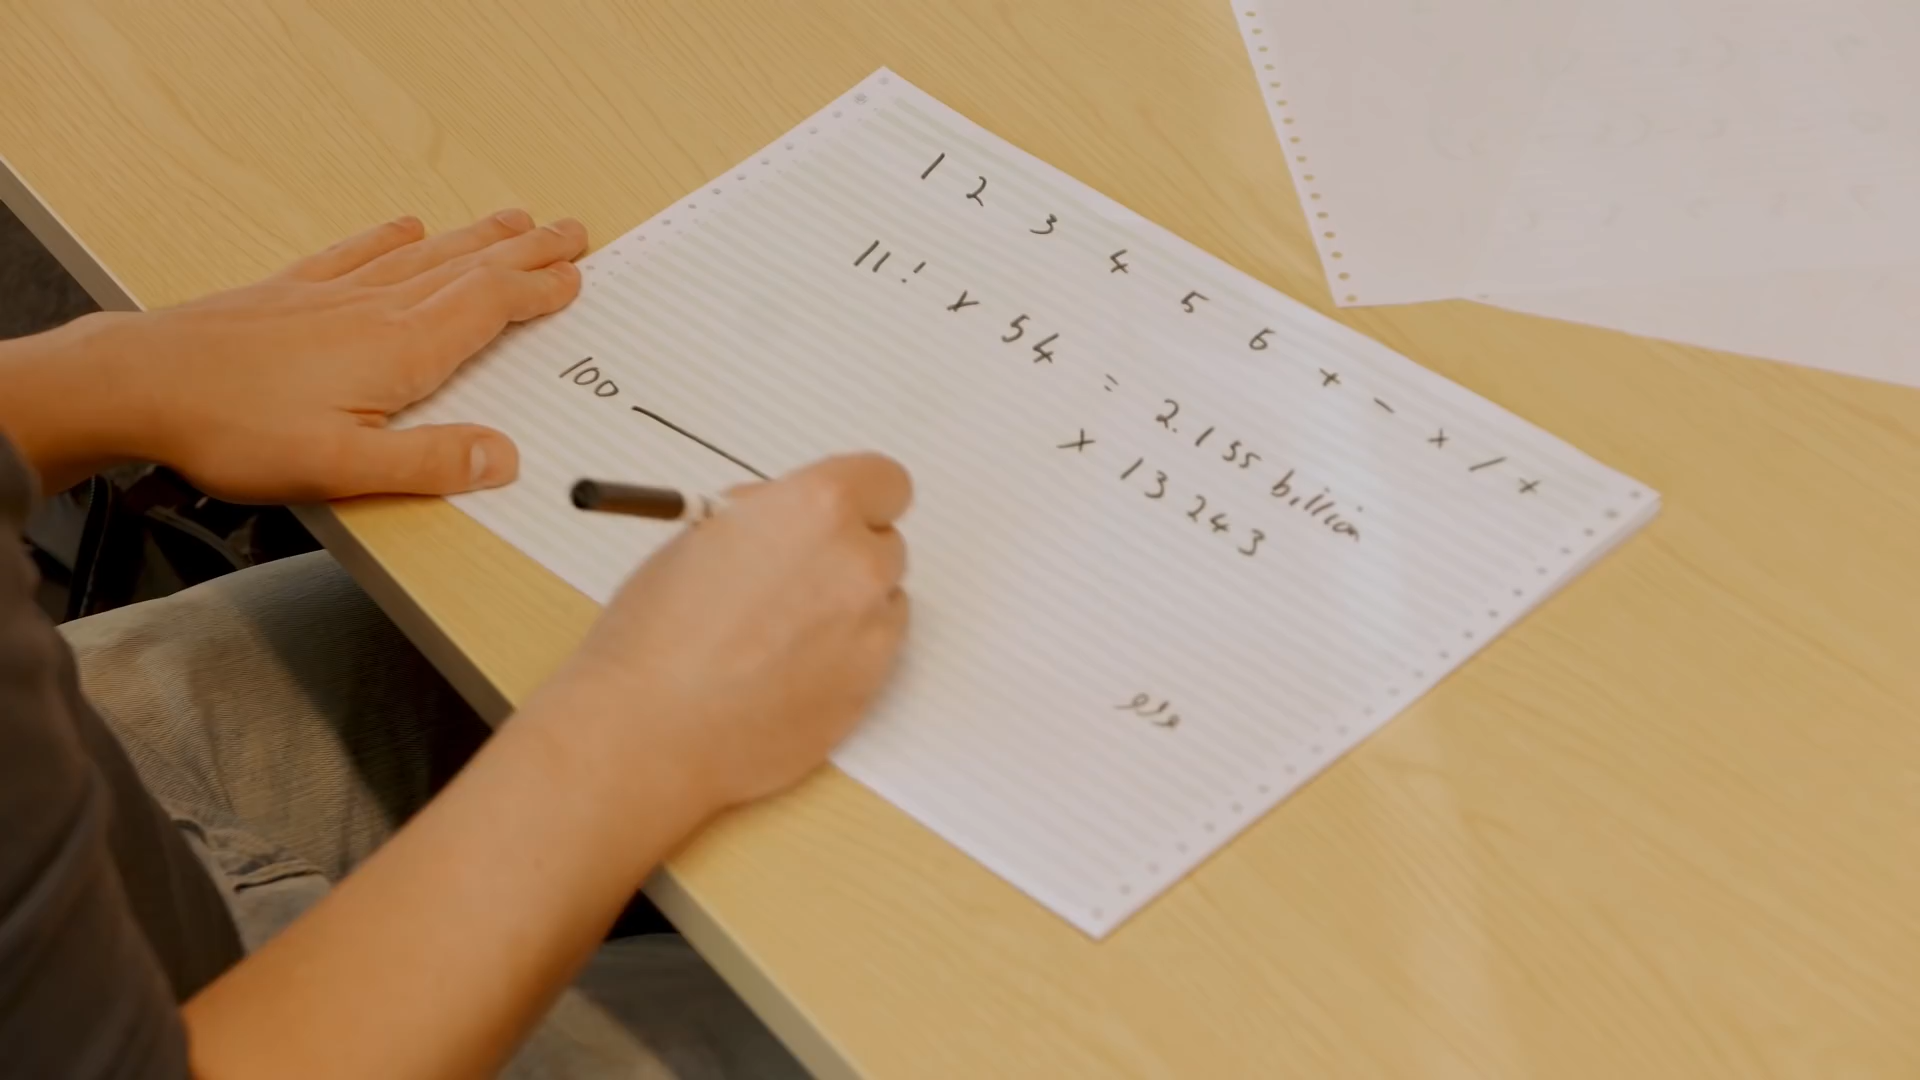 1 2 3 4 5 6 + - x / +
11! x 54 = 2.155 billion
x 13 243
100